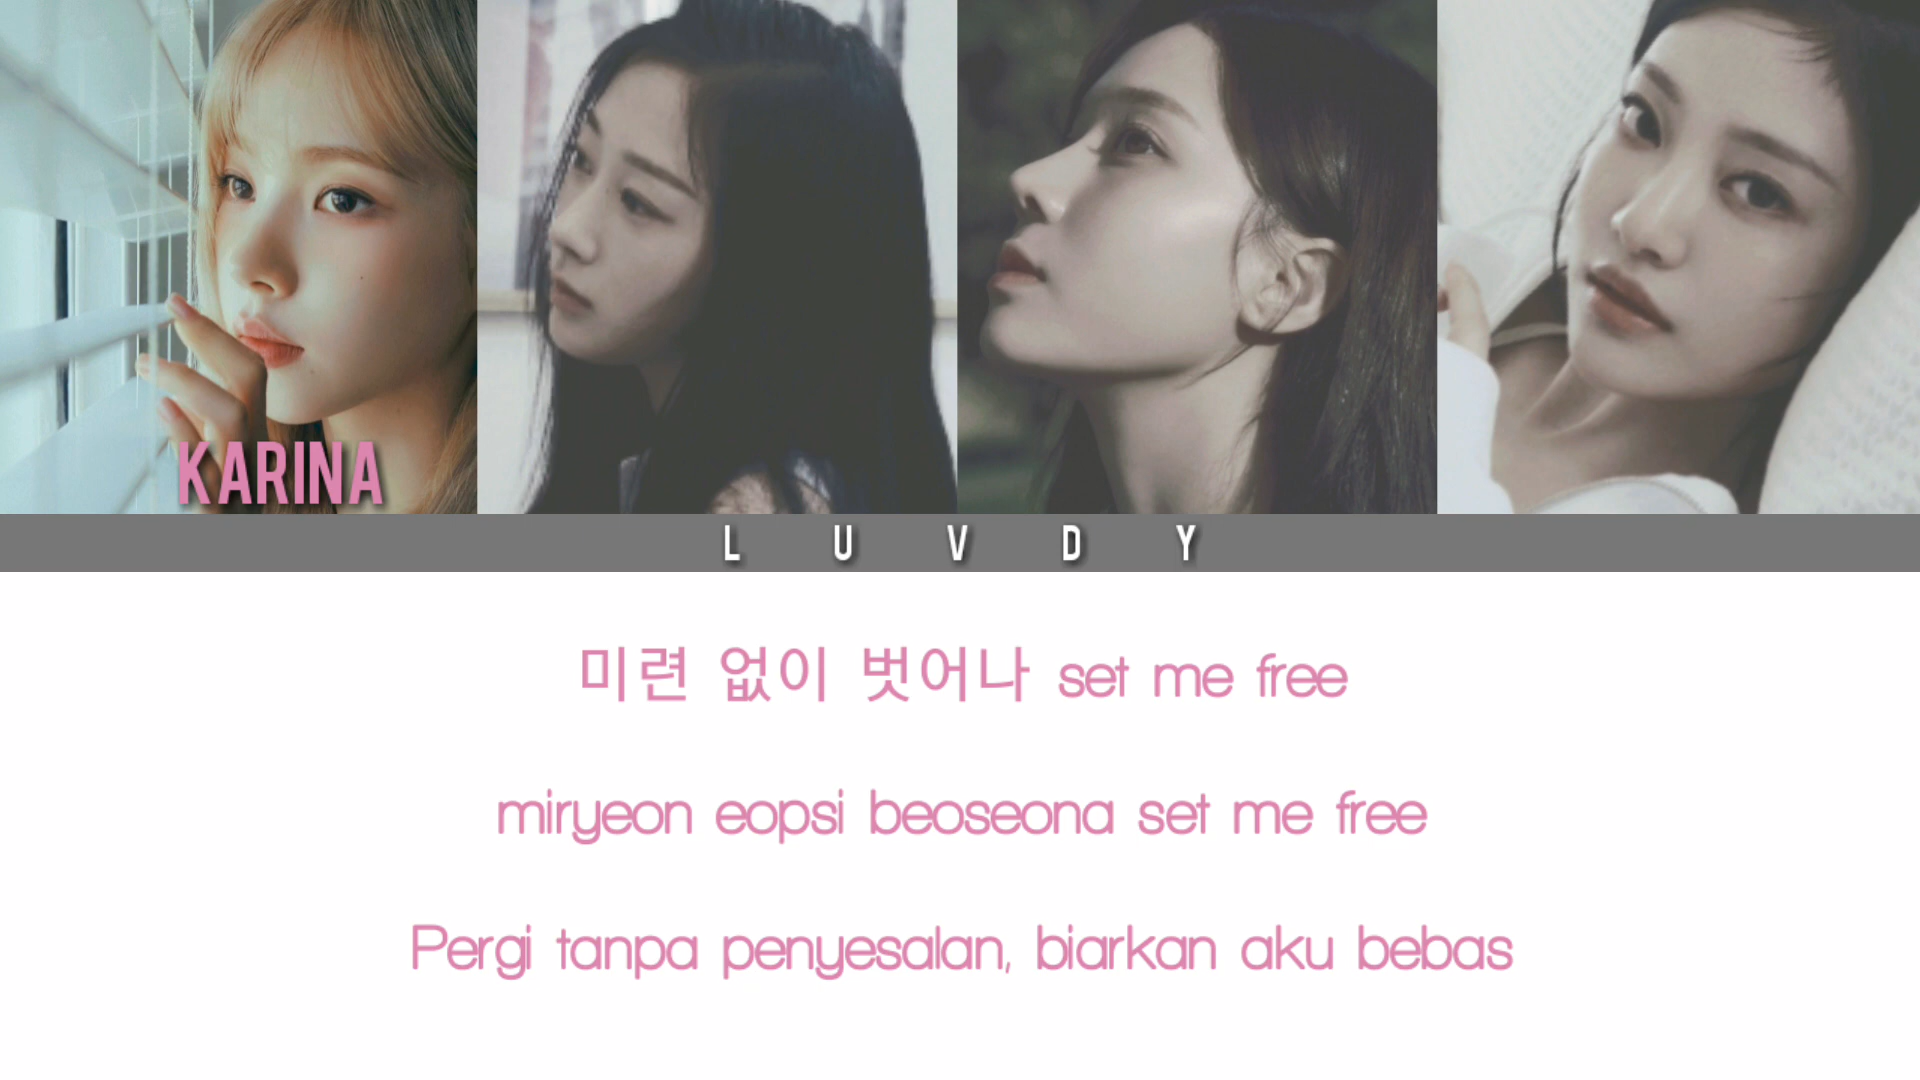 KARINA
L U V D Y
미련 없이 벗어나 set me free
miryeon eopsi beoseona set me free
Pergi tanpa penyesalan, biarkan aku bebas